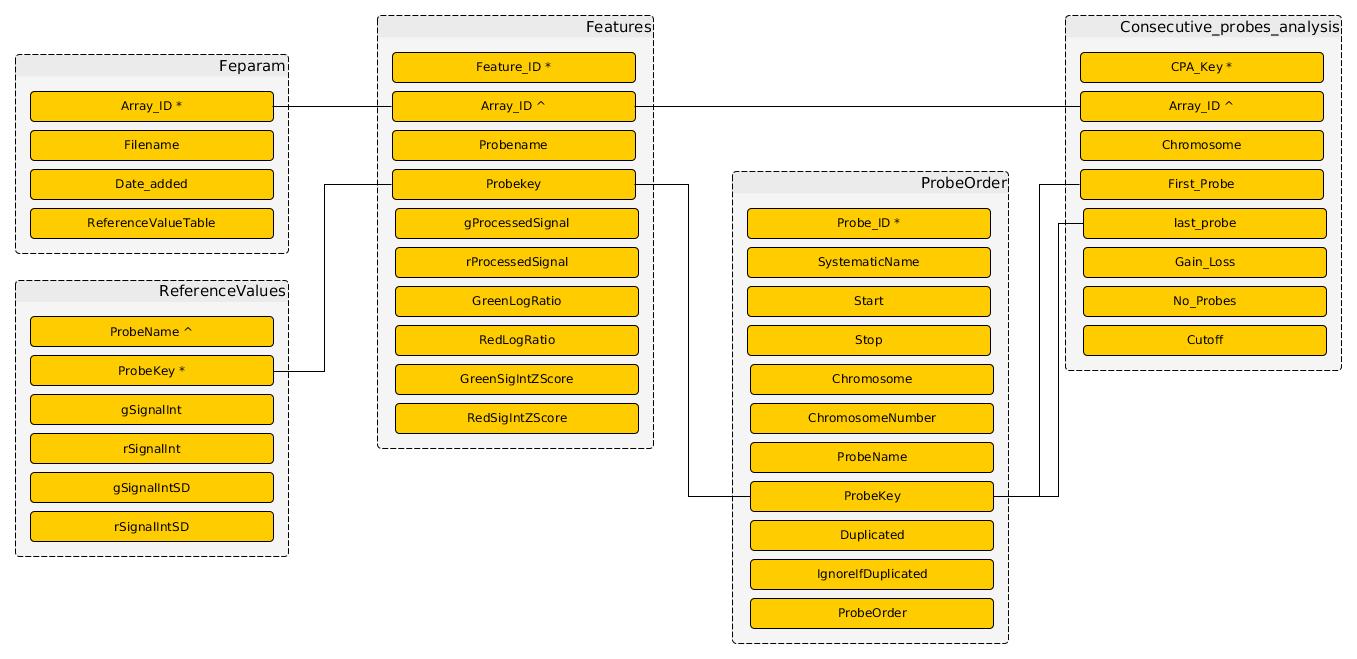 Feparam
Array_ID *
Filename
Date_added
ReferenceValueTable
ReferenceValues
ProbeName ^
ProbeKey *
gSignalInt
rSignalInt
gSignalIntSD
rSignalIntSD
Features
Feature_ID *
Array_ID ^
Probename
Probekey
gProcessedSignal
rProcessedSignal
GreenLogRatio
RedLogRatio
GreenSigIntZScore
RedSigIntZScore
ProbeOrder
Probe_ID *
SystematicName
Start
Stop
Chromosome
ChromosomeNumber
ProbeName
ProbeKey
Duplicated
IgnoreIfDuplicated
ProbeOrder
Consecutive_probes_analysis
CPA_Key *
Array_ID ^
Chromosome
First_Probe
last_probe
Gain_Loss
No_Probes
Cutoff